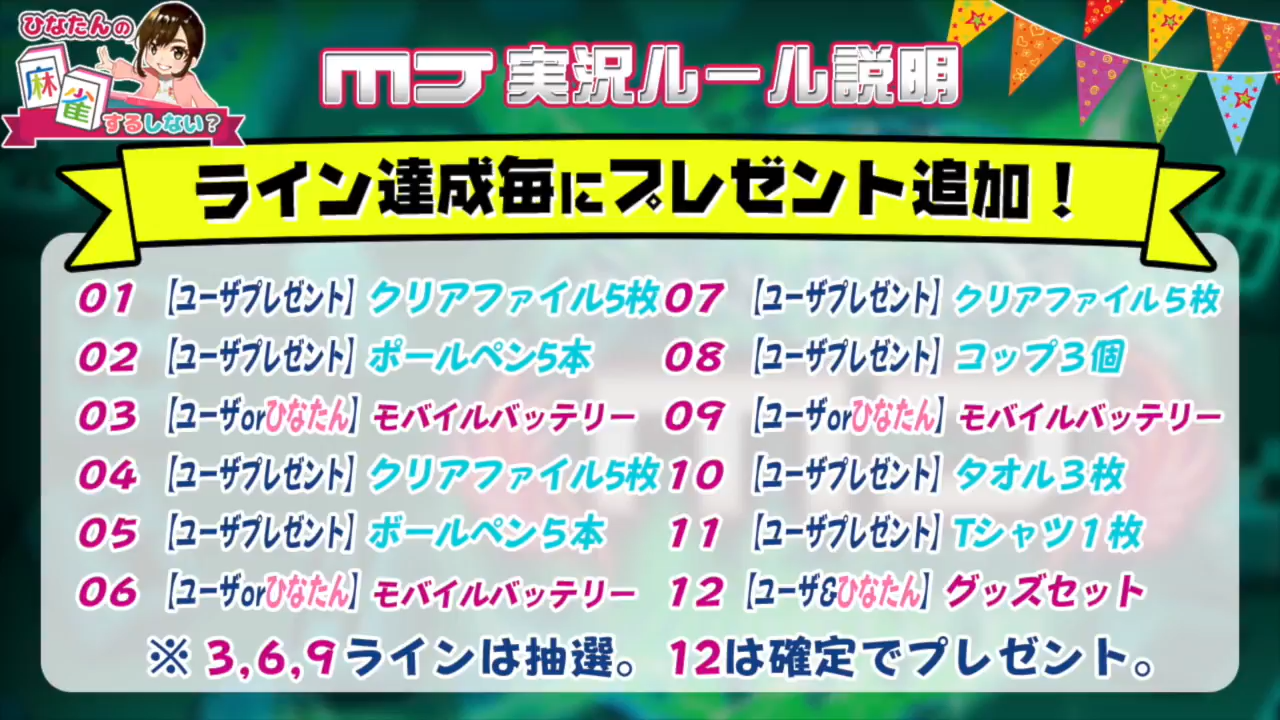 ひなたんの
麻雀
するしない？
MJ 実況ルール説明
ライン達成毎にプレゼント追加！
01 【ユーザプレゼント】 クリアファイル5枚
02 【ユーザプレゼント】 ポールペン5本
03 【ユーザorひなたん】 モバイルバッテリー
04 【ユーザプレゼント】 クリアファイル5枚
05 【ユーザプレゼント】 ボールペン５本
06 【ユーザorひなたん】 モバイルバッテリー
07 【ユーザプレゼント】 クリアファイル５枚
08 【ユーザプレゼント】 コップ３個
09 【ユーザorひなたん】 モバイルバッテリー
10 【ユーザプレゼント】 タオル３枚
11 【ユーザプレゼント】 Tシャツ１枚
12 【ユーザ&ひなたん】 グッズセット
※ 3,6,9ラインは抽選。 12は確定でプレゼント。